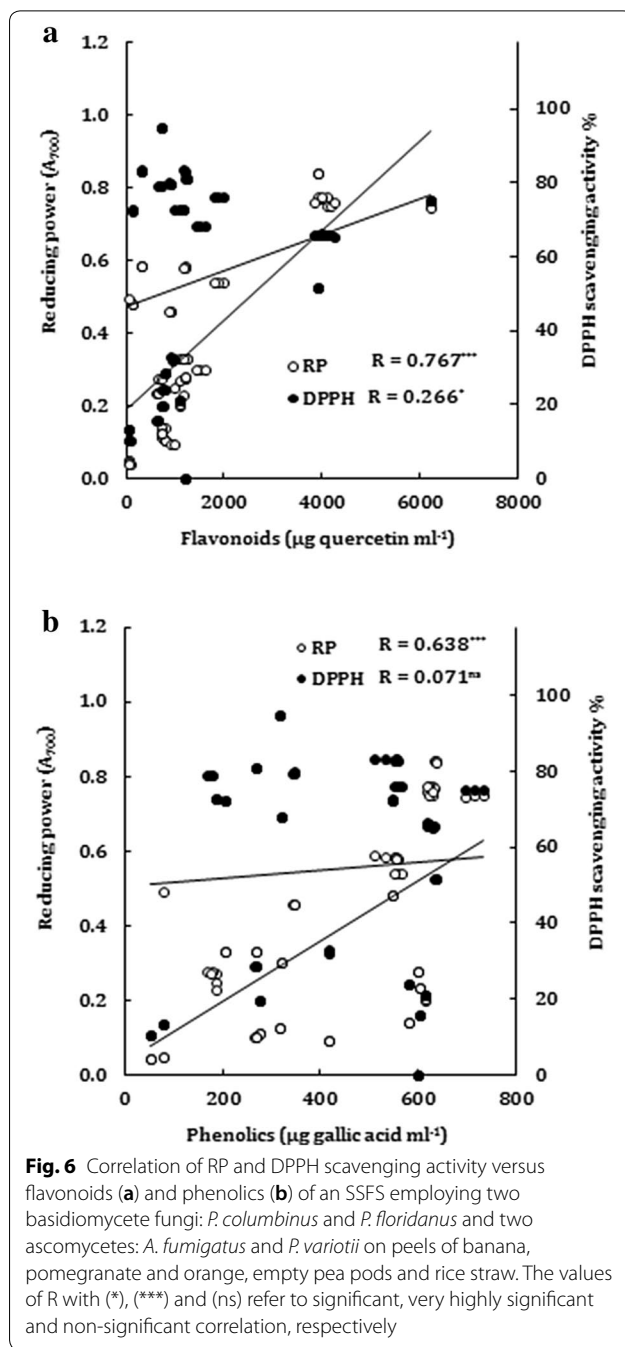 a
1.2
1.0
0.8
0.6
0.4
0.2
0.0
Reducing power (A₇₀₀)
100
80
60
40
20
0
DPPH scavenging activity %
RP R = 0.767***
DPPH R = 0.266*
0 2000 4000 6000 8000
Flavonoids (µg quercetin ml⁻¹)
b
1.2
1.0
0.8
0.6
0.4
0.2
0.0
Reducing power (A₇₀₀)
100
80
60
40
20
0
DPPH scavenging activity %
RP R = 0.638***
DPPH R = 0.071ⁿˢ
0 200 400 600 800
Phenolics (µg gallic acid ml⁻¹)
Fig. 6 Correlation of RP and DPPH scavenging activity versus
flavonoids (a) and phenolics (b) of an SSFS employing two
basidiomycete fungi: P. columbinus and P. floridanus and two
ascomycetes: A. fumigatus and P. variotii on peels of banana,
pomegranate and orange, empty pea pods and rice straw. The values
of R with (*), (***) and (ns) refer to significant, very highly significant
and non-significant correlation, respectively